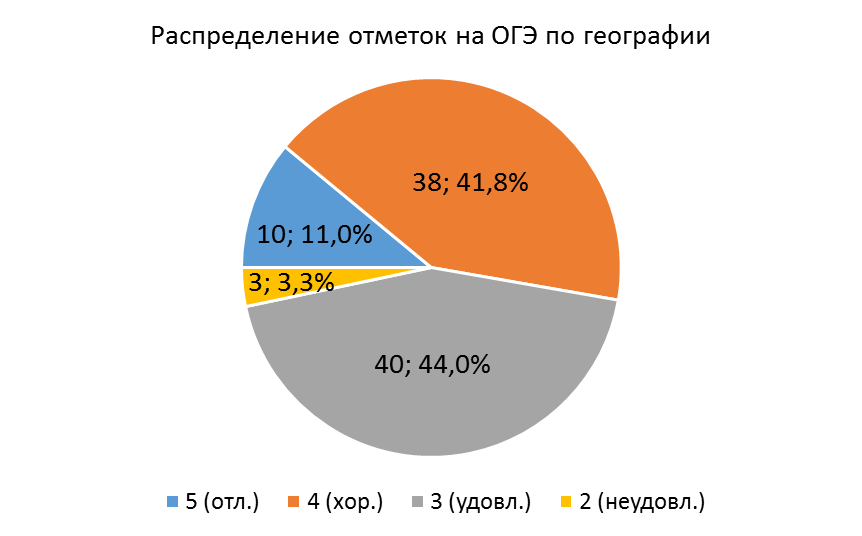 Распределение отметок на ОГЭ по географии
38; 41,8%
10; 11,0%
3; 3,3%
40; 44,0%
5 (отл.) 4 (хор.) 3 (удовл.) 2 (неудовл.)